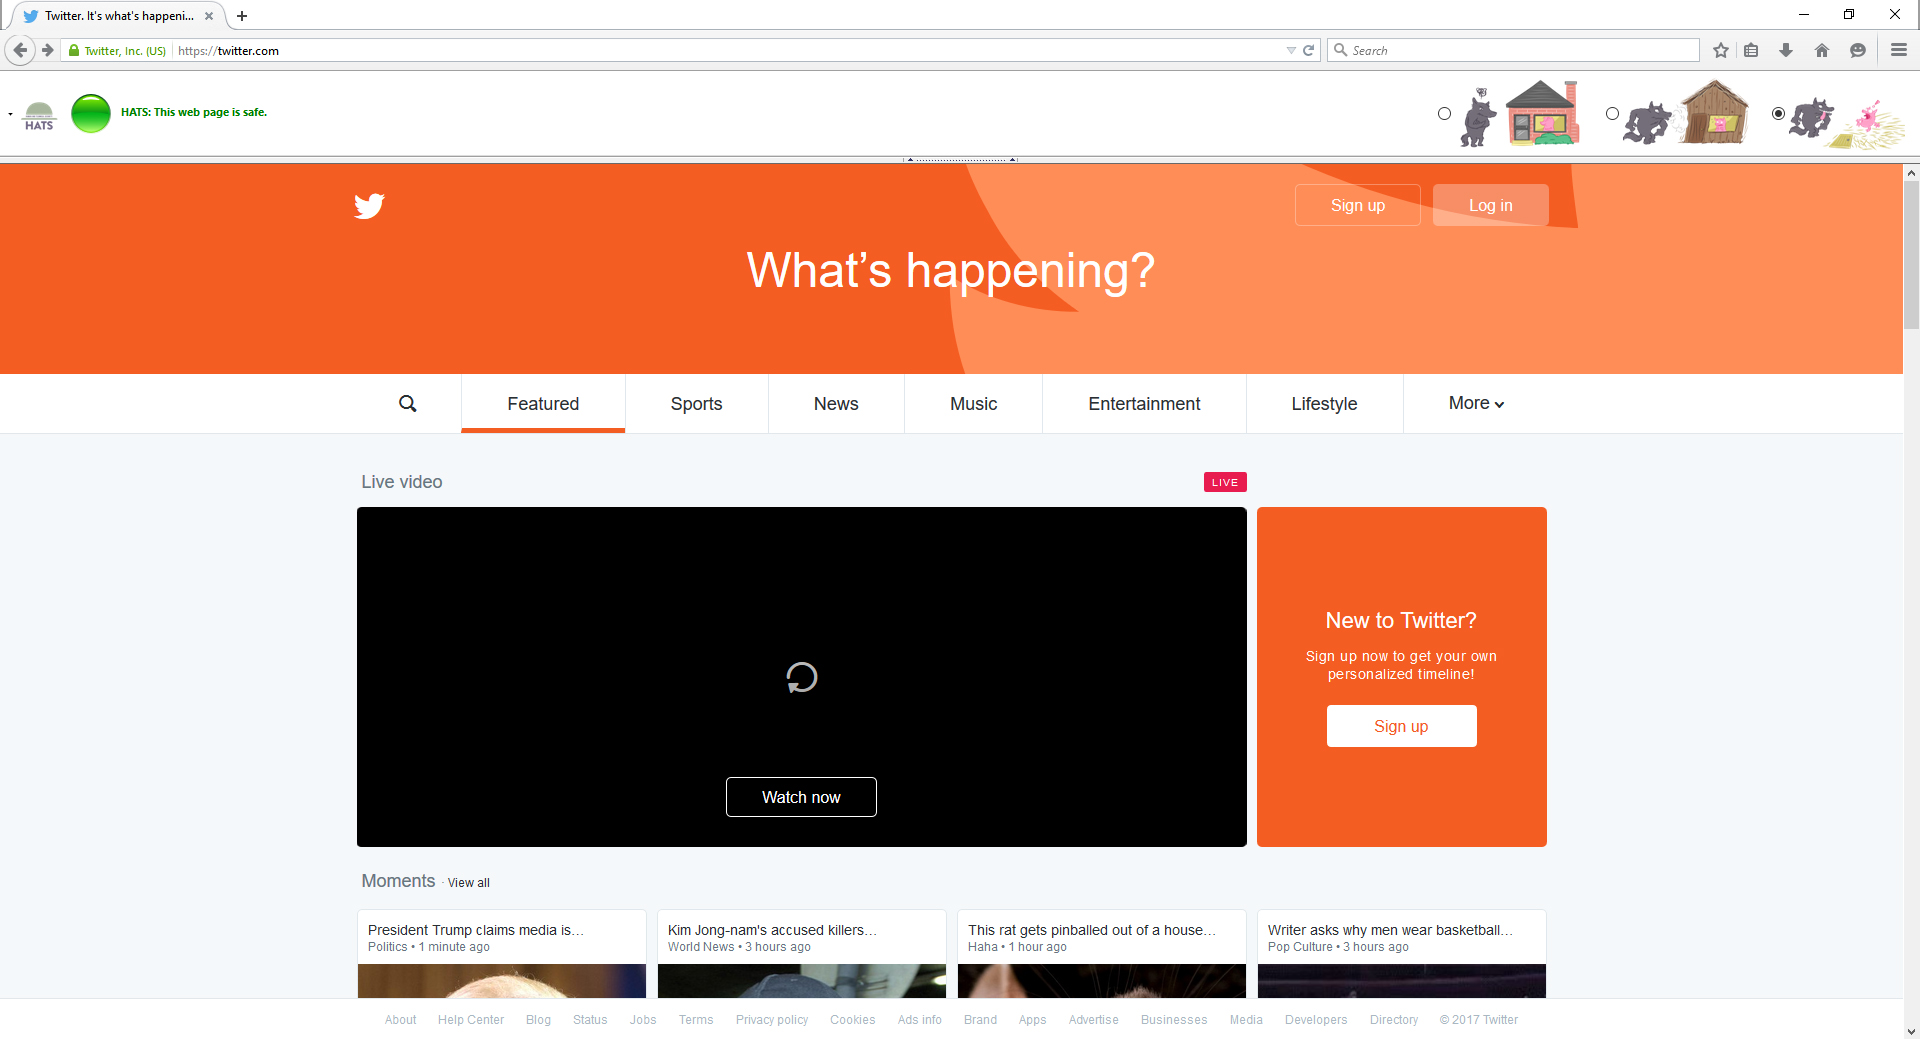 Twitter. It's what's happeni...
Twitter, Inc. (US)
https://twitter.com
Search
HATS
HATS: This web page is safe.
Sign up
Log in
What's happening?
Featured
Sports
News
Music
Entertainment
Lifestyle
More
Live video
LIVE
Watch now
New to Twitter?
Sign up now to get your own
personalized timeline!
Sign up
Moments · View all
President Trump claims media is…
Politics • 1 minute ago
Kim Jong-nam's accused killers…
World News • 3 hours ago
This rat gets pinballed out of a house…
Haha • 1 hour ago
Writer asks why men wear basketball…
Pop Culture • 3 hours ago
About Help Center Blog Status Jobs Terms Privacy policy Cookies Ads info Brand Apps Advertise Businesses Media Developers Directory © 2017 Twitter